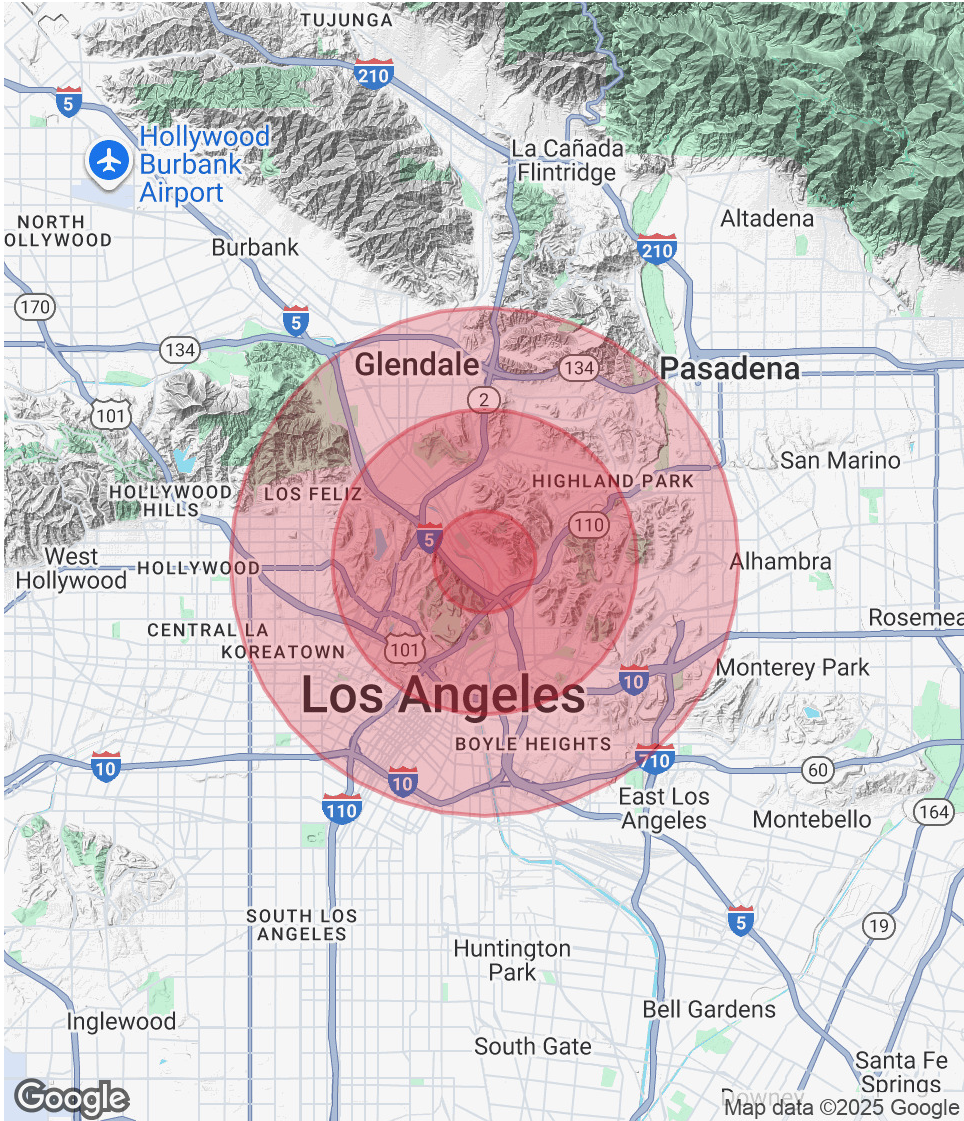 TUJUNGA
210
5
Hollywood
Burbank
Airport
La Cañada
Flintridge
NORTH
OLLYWOOD
Altadena
Burbank
210
170
5
134
Glendale
134
Pasadena
2
101
San Marino
HIGHLAND PARK
HOLLYWOOD
HILLS
LOS FELIZ
110
5
West
Hollywood
HOLLYWOOD
Alhambra
Rosemea
CENTRAL LA
KOREATOWN
101
Monterey Park
10
Los Angeles
BOYLE HEIGHTS
10
710
60
10
110
East Los
Angeles
Montebello
164
SOUTH LOS
ANGELES
5
19
Huntington
Park
Bell Gardens
Inglewood
South Gate
Santa Fe
Springs
Downey
Google
Map data ©2025 Google